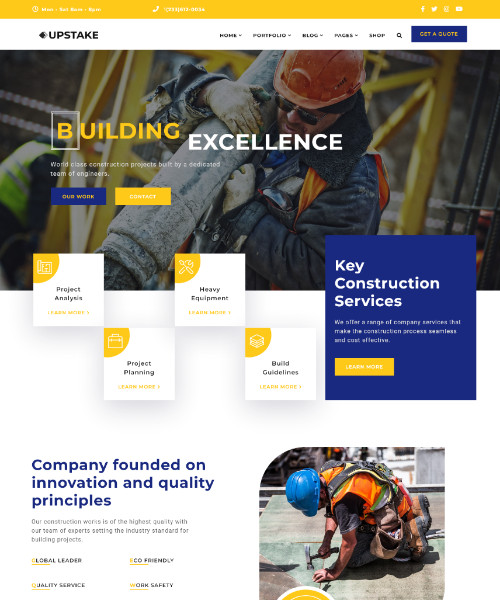 Mon - Sat 8am - 6pm
UPSTAKE
HOME
PORTFOLIO
BLOG
PAGES
SHOP
GET A QUOTE
BUILDING EXCELLENCE
World class construction projects built by a dedicated
team of engineers.
OUR WORK
CONTACT
Project
Analysis
LEARN MORE >
Heavy
Equipment
LEARN MORE >
Project
Planning
LEARN MORE >
Build
Guidelines
LEARN MORE >
Key
Construction
Services
We offer a range of company services that
make the construction process seamless
and cost effective.
LEARN MORE
Company founded on
innovation and quality
principles
Our construction works is of the highest quality with
our team of experts setting the industry standard for
building projects.
GLOBAL LEADER
ECO FRIENDLY
QUALITY SERVICE
WORK SAFETY